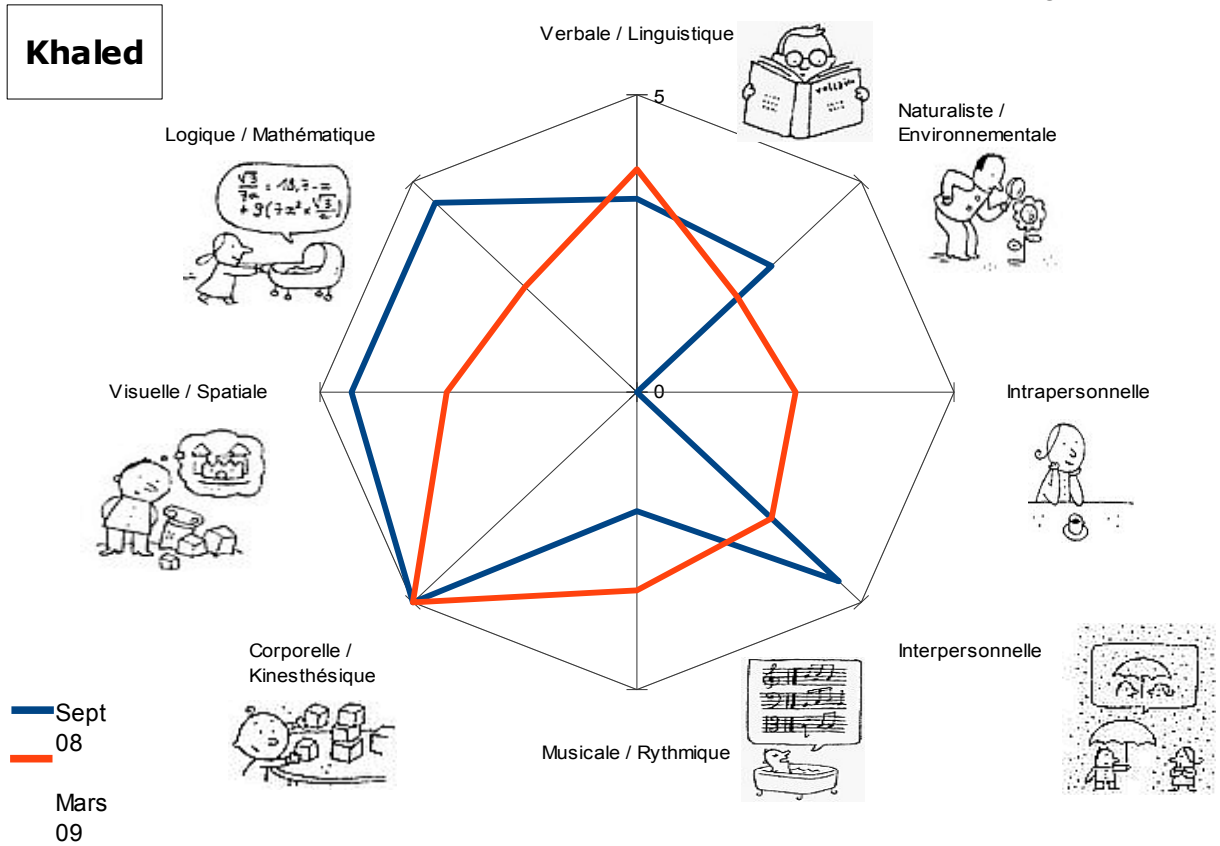 Khaled
Verbale / Linguistique
Naturaliste /
Environnementale
Logique / Mathématique
5
0
Visuelle / Spatiale
Intrapersonnelle
Corporelle /
Kinesthésique
Interpersonnelle
Musicale / Rythmique
Sept
08
Mars
09